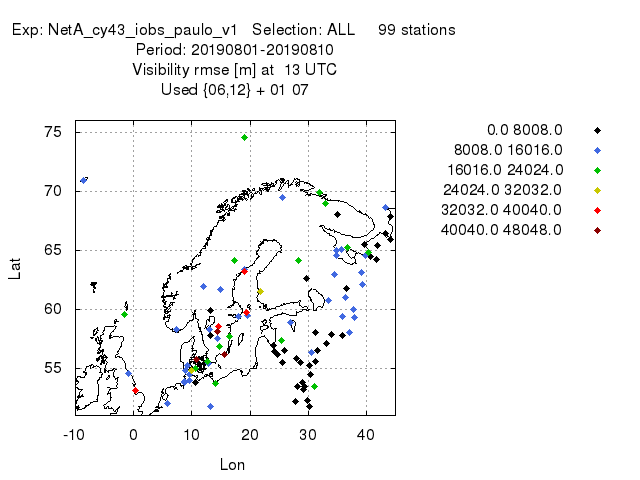 Exp: NetA_cy43_iobs_paulo_v1   Selection: ALL     99 stations
Period: 20190801-20190810
Visibility rmse [m] at  13 UTC
Used {06,12} + 01 07
0.0 8008.0
8008.0 16016.0
16016.0 24024.0
24024.0 32032.0
32032.0 40040.0
40040.0 48048.0
75
70
65
60
55
Lat
-10 0 10 20 30 40
Lon